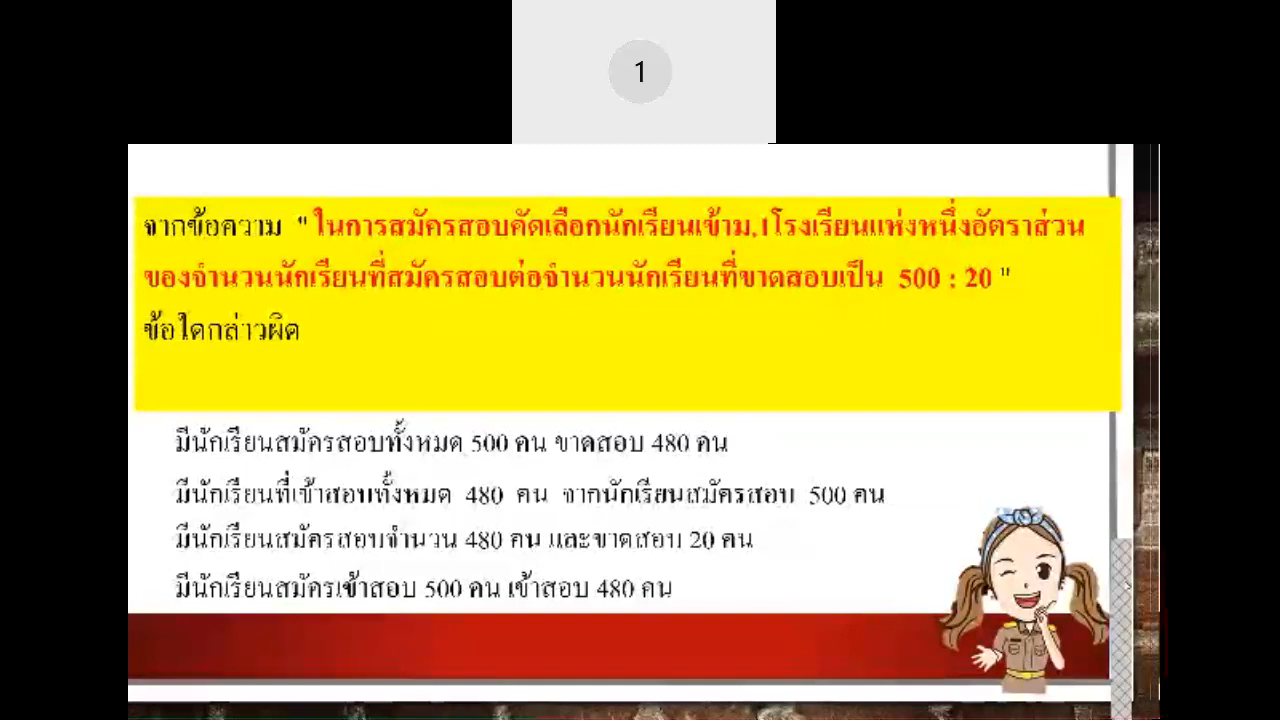 1
จากข้อความ " ในการสมัครสอบคัดเลือกนักเรียนเข้าม.1โรงเรียนแห่งหนึ่งอัตราส่วน
ของจำนวนนักเรียนที่สมัครสอบต่อจำนวนนักเรียนที่ขาดสอบเป็น 500 : 20 "
ข้อใดกล่าวผิด
มีนักเรียนสมัครสอบทั้งหมด 500 คน ขาดสอบ 480 คน
มีนักเรียนที่เข้าสอบทั้งหมด 480 คน จากนักเรียนสมัครสอบ 500 คน
มีนักเรียนสมัครสอบจำนวน 480 คน และขาดสอบ 20 คน
มีนักเรียนสมัครเข้าสอบ 500 คน เข้าสอบ 480 คน